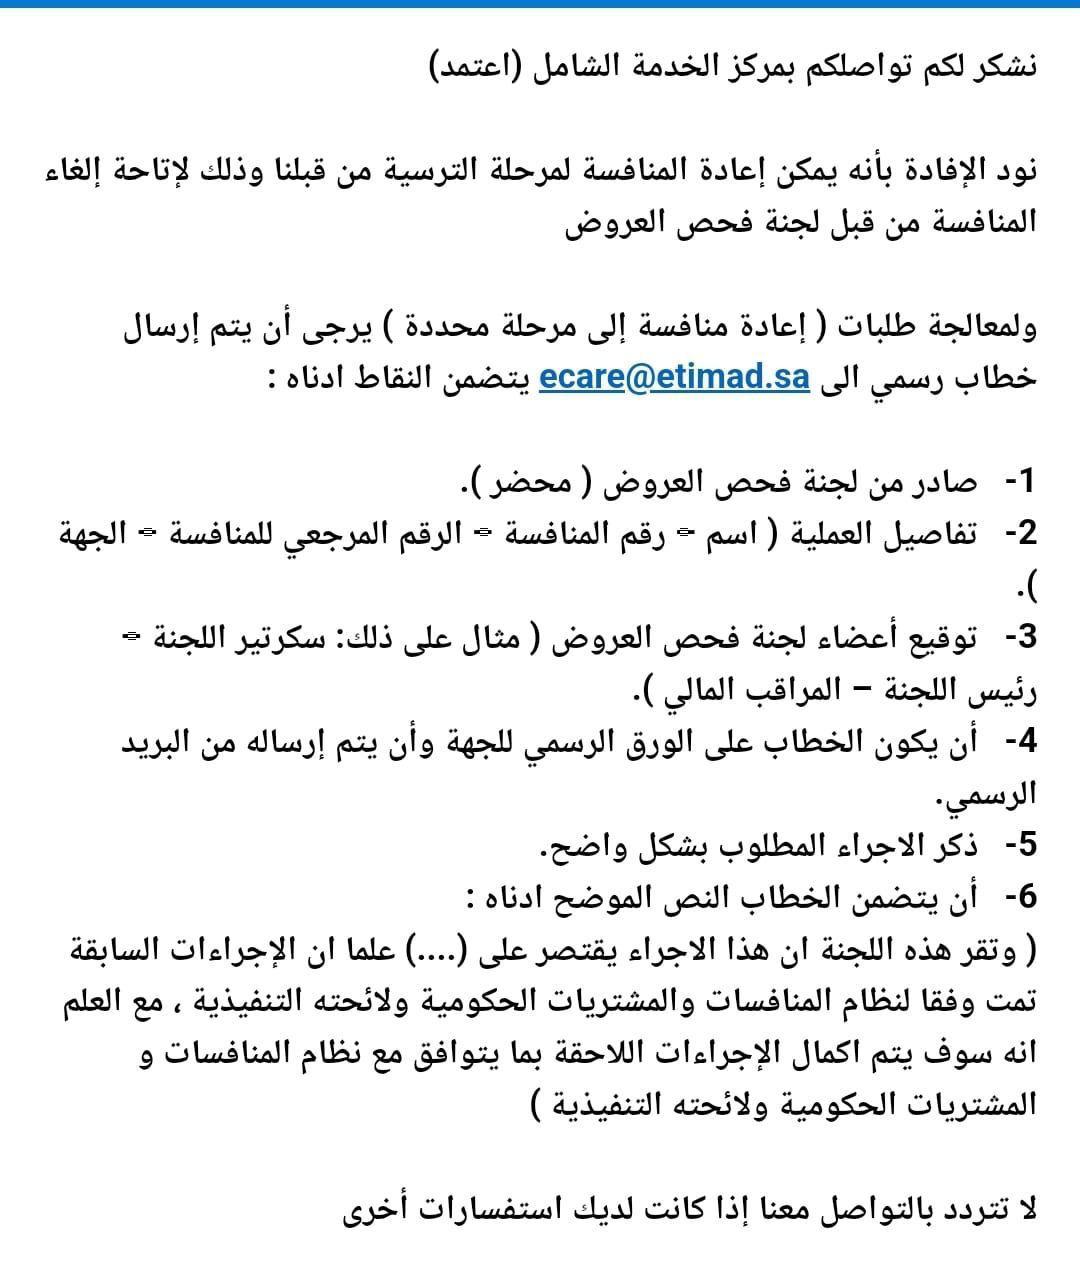 نشكر لكم تواصلكم بمركز الخدمة الشامل (اعتمد)
نود الإفادة بأنه يمكن إعادة المنافسة لمرحلة الترسية من قبلنا وذلك لإتاحة إلغاء
المنافسة من قبل لجنة فحص العروض
ولمعالجة طلبات ( إعادة منافسة إلى مرحلة محددة ) يرجى أن يتم إرسال
خطاب رسمي الى ecare@etimad.sa يتضمن النقاط ادناه :
1- صادر من لجنة فحص العروض ( محضر ).
2- تفاصيل العملية ( اسم – رقم المنافسة – الرقم المرجعي للمنافسة – الجهة
).
3- توقيع أعضاء لجنة فحص العروض ( مثال على ذلك: سكرتير اللجنة –
رئيس اللجنة – المراقب المالي ).
4- أن يكون الخطاب على الورق الرسمي للجهة وأن يتم إرساله من البريد
الرسمي.
5- ذكر الاجراء المطلوب بشكل واضح.
6- أن يتضمن الخطاب النص الموضح ادناه :
( وتقر هذه اللجنة ان هذا الاجراء يقتصر على (....) علما ان الإجراءات السابقة
تمت وفقا لنظام المنافسات والمشتريات الحكومية ولائحته التنفيذية ، مع العلم
انه سوف يتم اكمال الإجراءات اللاحقة بما يتوافق مع نظام المنافسات و
المشتريات الحكومية ولائحته التنفيذية )
لا تتردد بالتواصل معنا إذا كانت لديك استفسارات أخرى